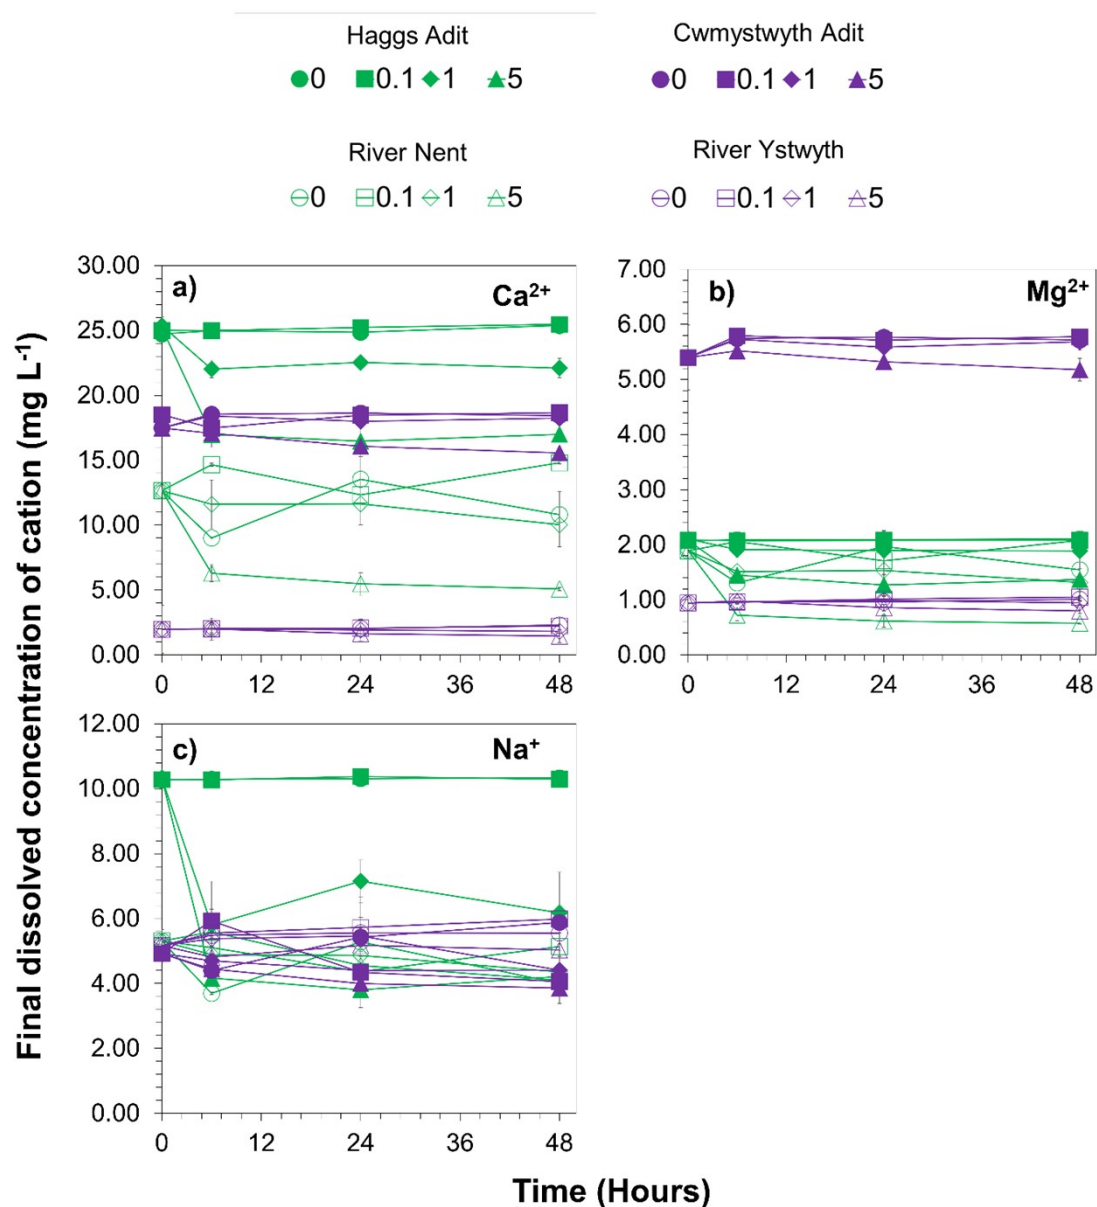 Haggs Adit
0 0.1 1 5
Cwmystwyth Adit
0 0.1 1 5
River Nent
0 0.1 1 5
River Ystwyth
0 0.1 1 5
Final dissolved concentration of cation (mg L-1)
a)
Ca2+
30.00
25.00
20.00
15.00
10.00
5.00
0.00
0 12 24 36 48
b)
Mg2+
7.00
6.00
5.00
4.00
3.00
2.00
1.00
0.00
0 12 24 36 48
c)
Na+
12.00
10.00
8.00
6.00
4.00
2.00
0.00
0 12 24 36 48
Time (Hours)